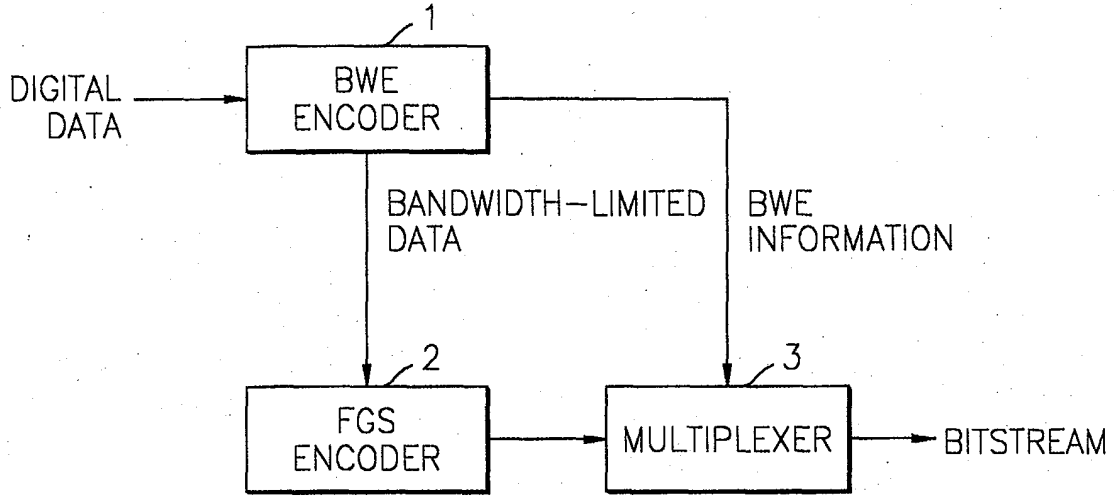 1
BWE
ENCODER
DIGITAL
DATA
BANDWIDTH-LIMITED
DATA
BWE
INFORMATION
2
FGS
ENCODER
3
MULTIPLEXER
BITSTREAM